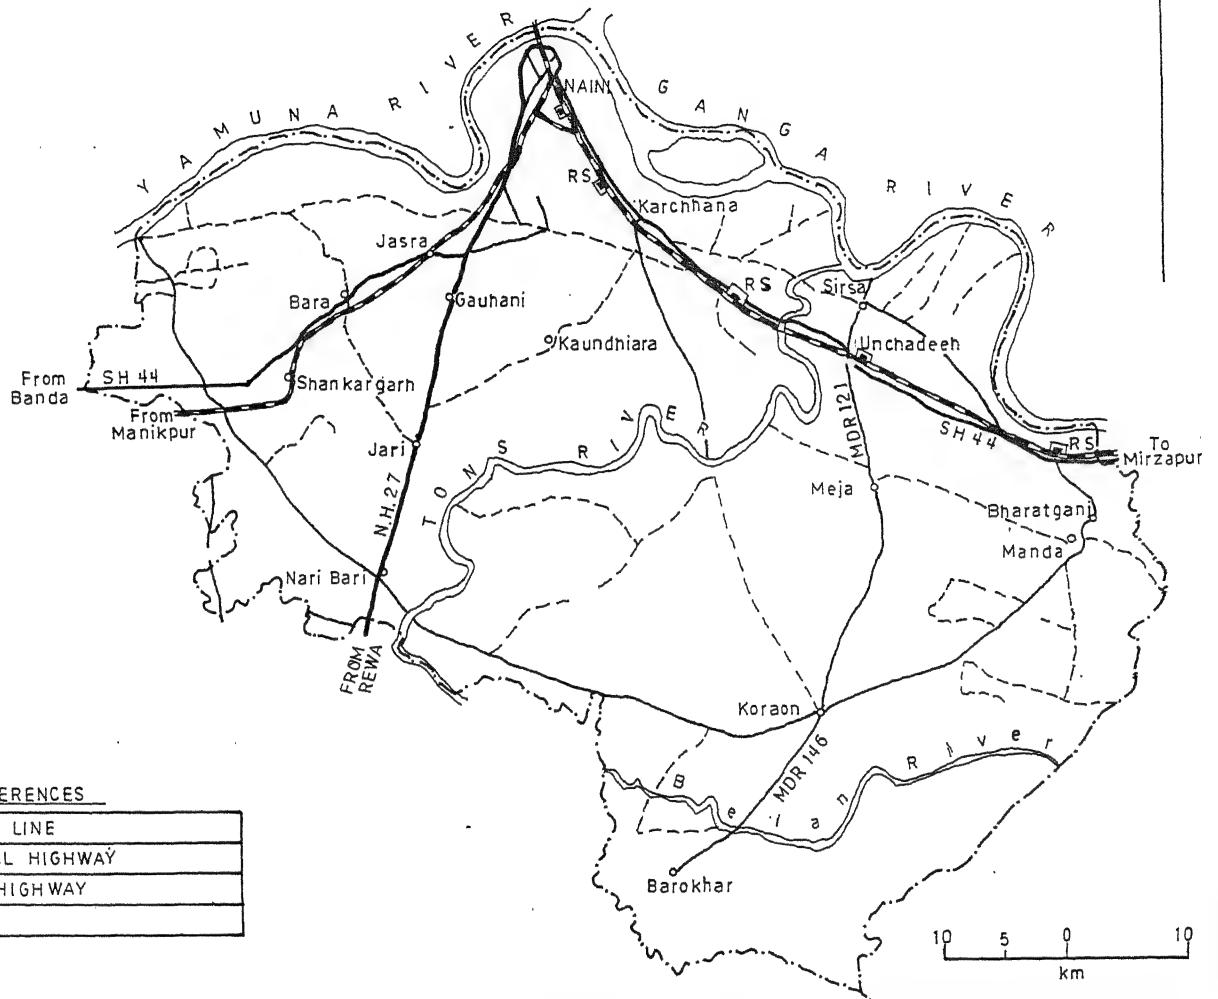 YAMUNA RIVER
GANGA RIVER
NAINI
RS
Karchhana
Jasra
RS
Sirsa
Bara
Gauhani
Kaundhiara
Unchadeeh
From
Banda
SH 44
Shankargarh
From
Manikpur
MDR 121
SH 44
RS
To
Mirzapur
Jari
TONS RIVER
N.H.27
Meja
Bharatganj
Manda
Nari Bari
FROM
REWA
Koraon
MDR 146
Belan River
Barokhar
ERENCES
LINE
L HIGHWAY
HIGHWAY
10 5 0 10
km